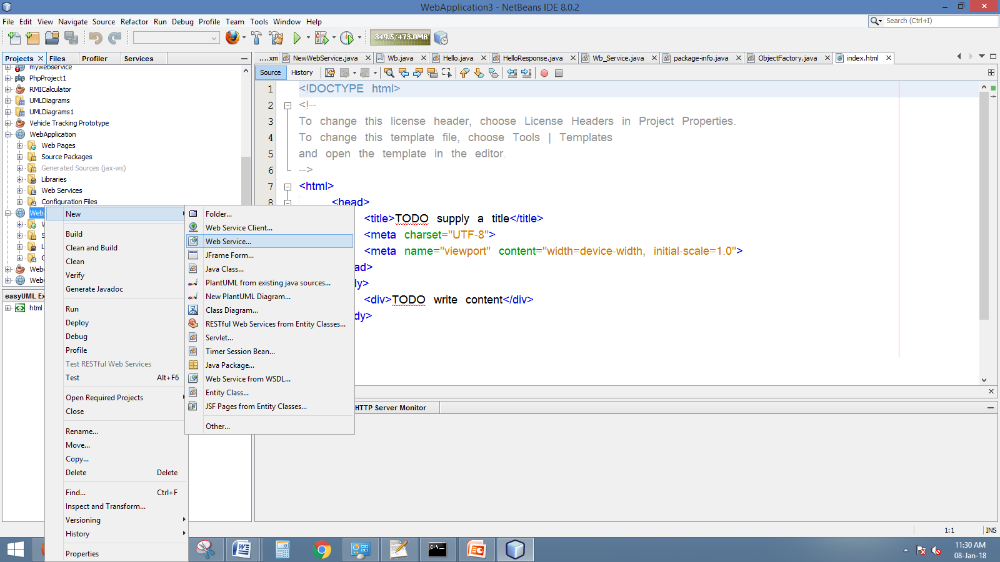 WebApplication3 - NetBeans IDE 8.0.2
File Edit View Navigate Source Refactor Run Debug Profile Team Tools Window Help
Search (Ctrl+I)
349.5/473.0MB
Projects Files Profiler Services
....xml NewWebService.java Wb.java Hello.java HelloResponse.java Wb_Service.java package-info.java ObjectFactory.java index.html
Source History
mywebservice
PhpProject1
RMICalculator
UMLDiagrams
UMLDiagrams1
Vehicle Tracking Prototype
WebApplication
Web Pages
Source Packages
Generated Sources (jax-ws)
Libraries
Web Services
Configuration Files
easyUML Ex
html
New
Build
Clean and Build
Clean
Verify
Generate Javadoc
Run
Deploy
Debug
Profile
Test RESTful Web Services
Test Alt+F6
Open Required Projects
Close
Rename...
Move...
Copy...
Delete Delete
Find... Ctrl+F
Inspect and Transform...
Versioning
History
Properties
Folder...
Web Service Client...
Web Service...
JFrame Form...
Java Class...
PlantUML from existing java sources...
New PlantUML Diagram...
Class Diagram...
RESTful Web Services from Entity Classes...
Servlet...
Timer Session Bean...
Java Package...
Web Service from WSDL...
Entity Class...
JSF Pages from Entity Classes...
Other...
1 <!DOCTYPE html>
2 <!--
3 To change this license header, choose License Headers in Project Properties.
4 To change this template file, choose Tools | Templates
5 and open the template in the editor.
6 -->
7 <html>
8 <head>
<title>TODO supply a title</title>
<meta charset="UTF-8">
<meta name="viewport" content="width=device-width, initial-scale=1.0">
ad>
ly>
<div>TODO write content</div>
dy>
HTTP Server Monitor
1:1 INS
11:30 AM
08-Jan-18